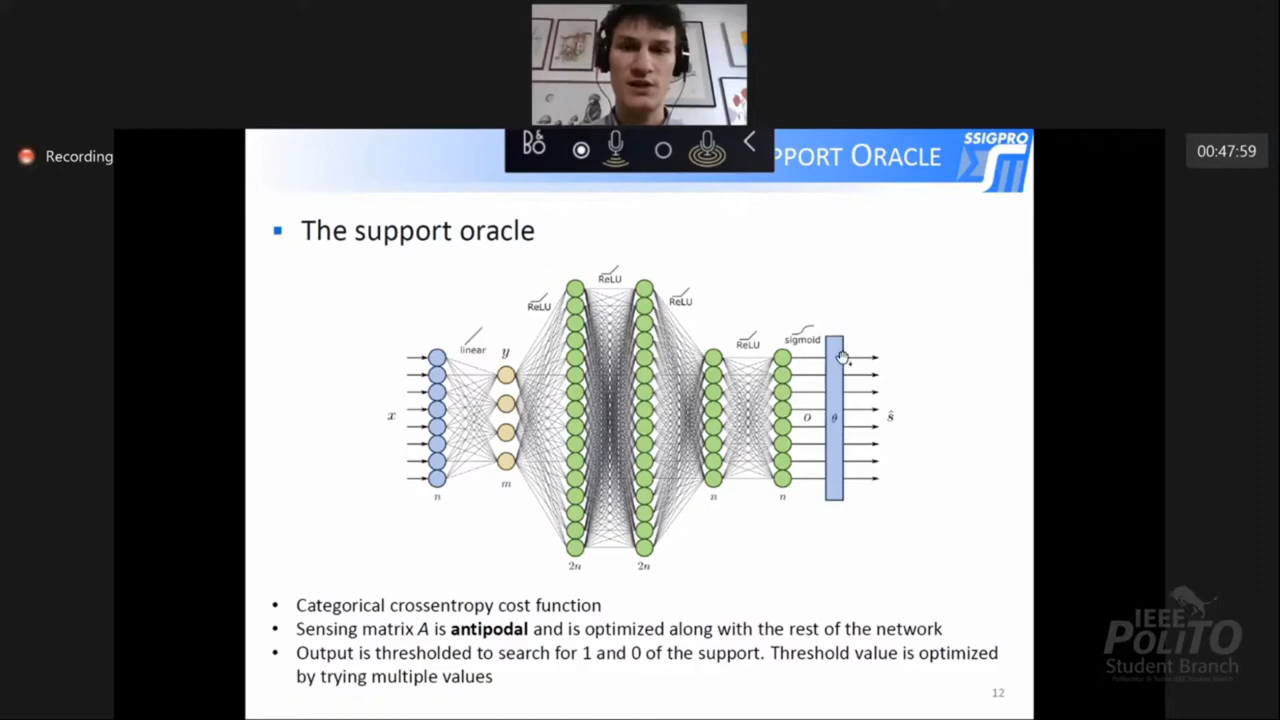 Recording
B&O
PPORT ORACLE
SSIGPRO
00:47:59
The support oracle
ReLU
ReLU
ReLU
linear
y
ReLU
sigmoid
x
o
θ
ŝ
n
m
n
n
2n
2n
Categorical crossentropy cost function
Sensing matrix A is antipodal and is optimized along with the rest of the network
Output is thresholded to search for 1 and 0 of the support. Threshold value is optimized
by trying multiple values
12
IEEE
POLITO
Student Branch